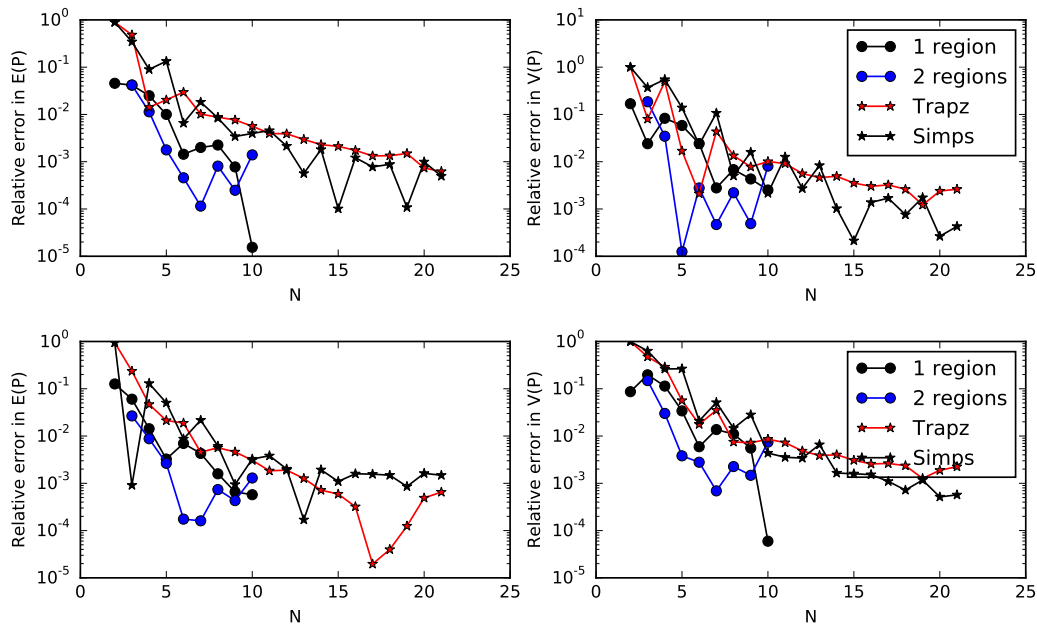 Relative error in E(P)
10^0
10^-1
10^-2
10^-3
10^-4
10^-5
0 5 10 15 20 25
N
Relative error in V(P)
10^1
10^0
10^-1
10^-2
10^-3
10^-4
0 5 10 15 20 25
N
1 region
2 regions
Trapz
Simps
Relative error in E(P)
10^0
10^-1
10^-2
10^-3
10^-4
10^-5
0 5 10 15 20 25
N
Relative error in V(P)
10^0
10^-1
10^-2
10^-3
10^-4
10^-5
0 5 10 15 20 25
N
1 region
2 regions
Trapz
Simps